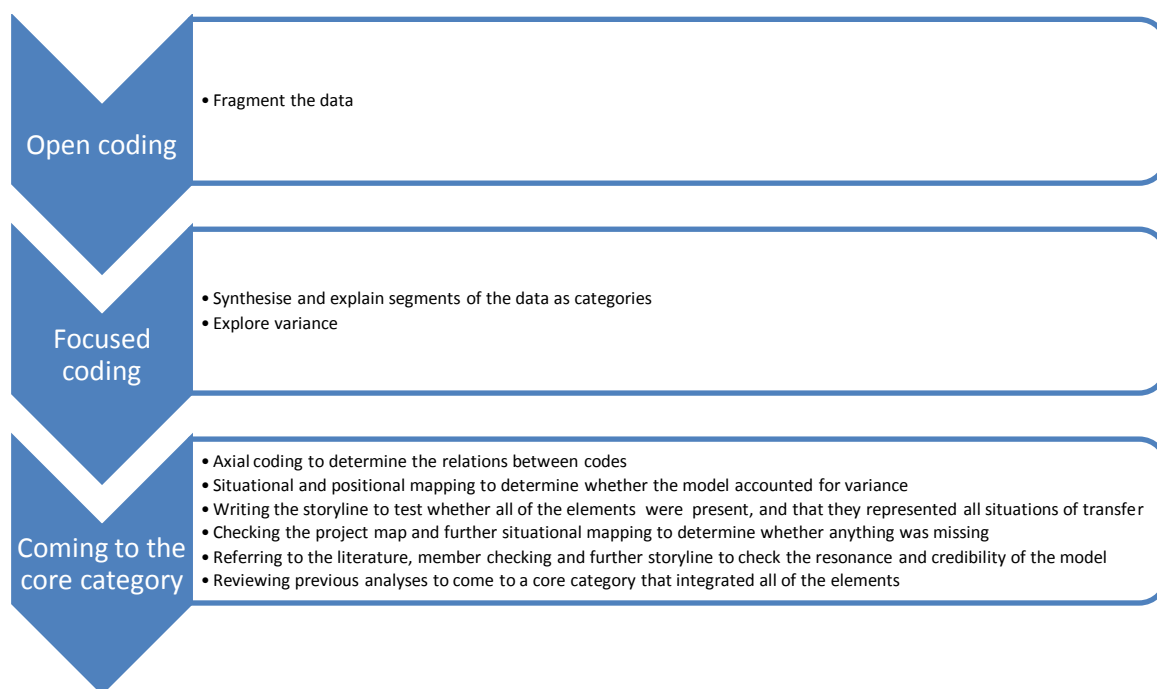 Open coding
• Fragment the data
Focused
coding
• Synthesise and explain segments of the data as categories
• Explore variance
Coming to the
core category
• Axial coding to determine the relations between codes
• Situational and positional mapping to determine whether the model accounted for variance
• Writing the storyline to test whether all of the elements were present, and that they represented all situations of transfer
• Checking the project map and further situational mapping to determine whether anything was missing
• Referring to the literature, member checking and further storyline to check the resonance and credibility of the model
• Reviewing previous analyses to come to a core category that integrated all of the elements